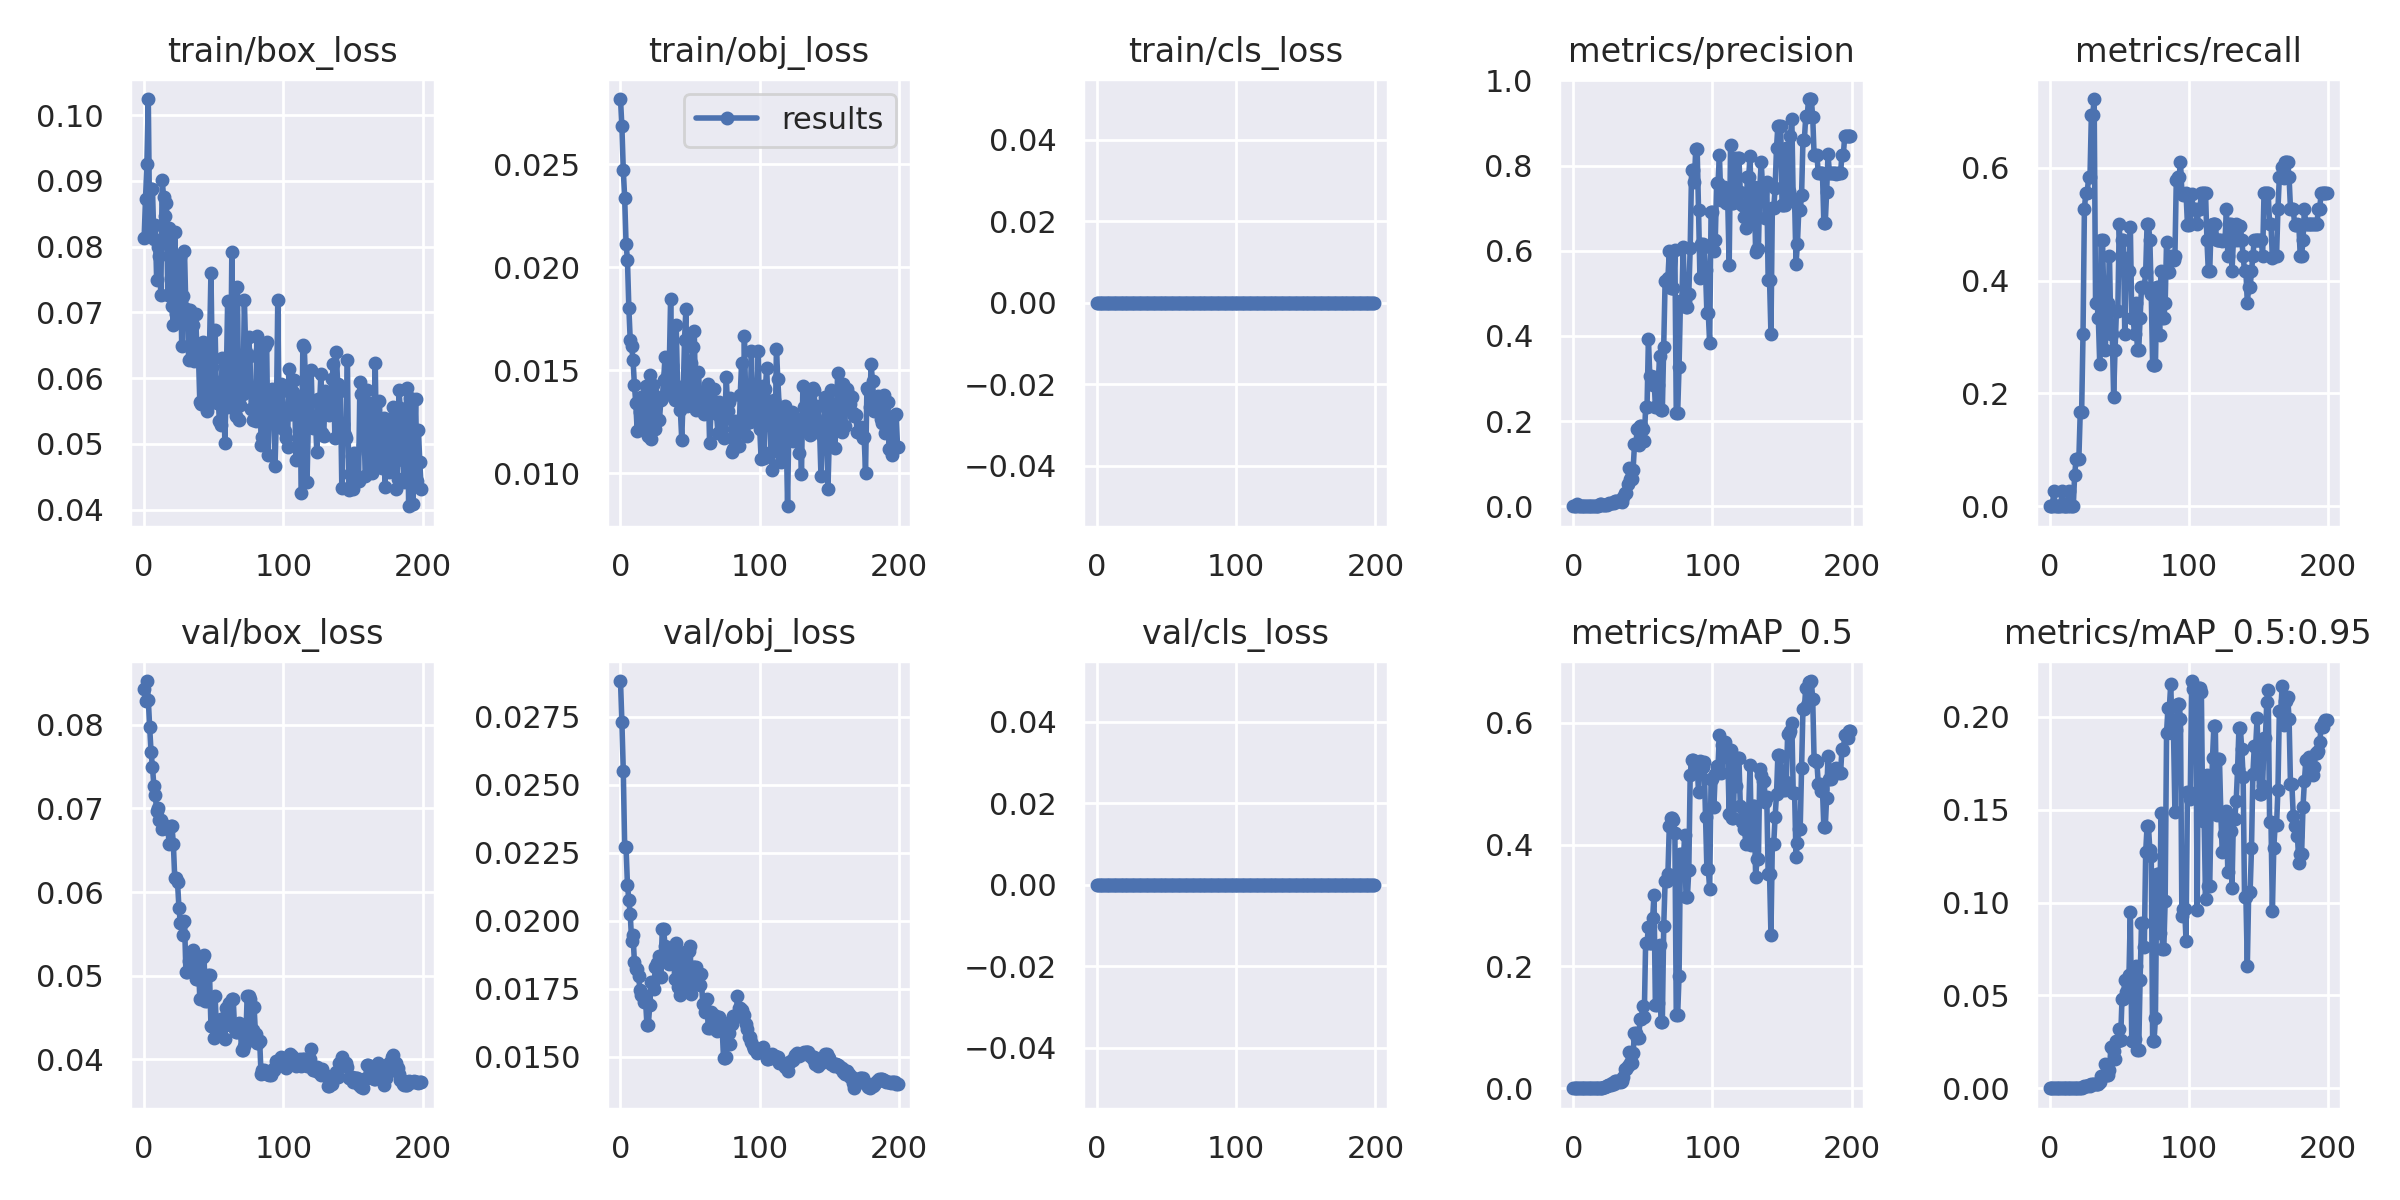 train/box_loss
train/obj_loss
train/cls_loss
metrics/precision
metrics/recall
0.10
0.09
0.08
0.07
0.06
0.05
0.04
0 100 200
results
0.025
0.020
0.015
0.010
0 100 200
0.04
0.02
0.00
−0.02
−0.04
0 100 200
1.0
0.8
0.6
0.4
0.2
0.0
0 100 200
0.6
0.4
0.2
0.0
0 100 200
val/box_loss
val/obj_loss
val/cls_loss
metrics/mAP_0.5
metrics/mAP_0.5:0.95
0.08
0.07
0.06
0.05
0.04
0 100 200
0.0275
0.0250
0.0225
0.0200
0.0175
0.0150
0 100 200
0.04
0.02
0.00
−0.02
−0.04
0 100 200
0.6
0.4
0.2
0.0
0 100 200
0.20
0.15
0.10
0.05
0.00
0 100 200